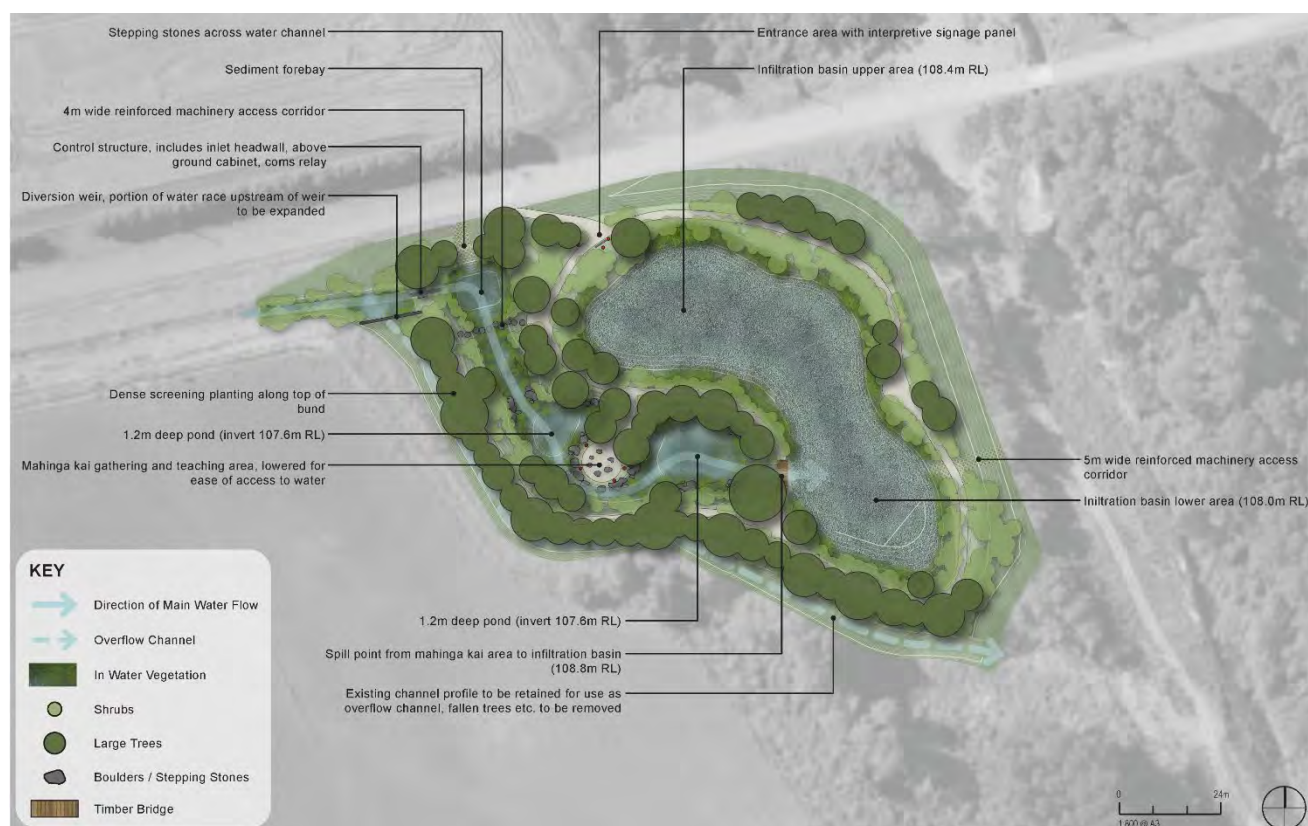 Stepping stones across water channel
Sediment forebay
4m wide reinforced machinery access corridor
Control structure, includes inlet headwall, above
ground cabinet, coms relay
Diversion weir, portion of water race upstream of weir
to be expanded
Entrance area with interpretive signage panel
Infiltration basin upper area (108.4m RL)
Dense screening planting along top of
bund
1.2m deep pond (invert 107.6m RL)
Mahinga kai gathering and teaching area, lowered for
ease of access to water
5m wide reinforced machinery access
corridor
Iniltration basin lower area (108.0m RL)
1.2m deep pond (invert 107.6m RL)
Spill point from mahinga kai area to infiltration basin
(108.8m RL)
Existing channel profile to be retained for use as
overflow channel, fallen trees etc. to be removed
KEY
Direction of Main Water Flow
Overflow Channel
In Water Vegetation
Shrubs
Large Trees
Boulders / Stepping Stones
Timber Bridge
0 24m
1:800 @ A3